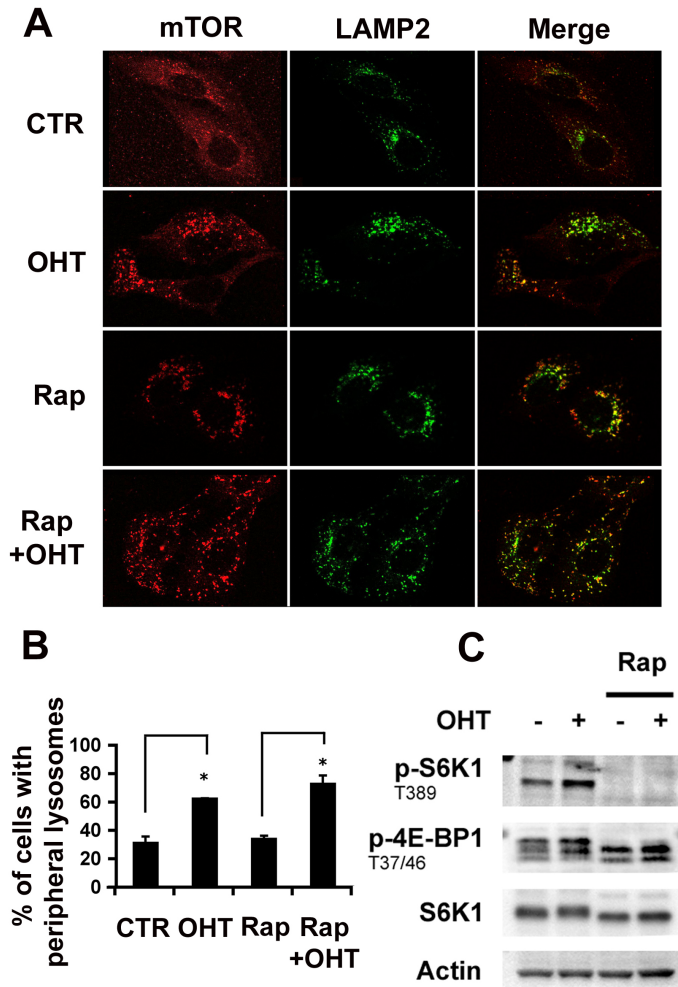 A
mTOR LAMP2 Merge
CTR
OHT
Rap
Rap
+OHT
B
% of cells with
peripheral lysosomes
100
80
60
40
20
0
* *
CTR OHT Rap Rap
+OHT
C
Rap
OHT - + - +
p-S6K1
T389
p-4E-BP1
T37/46
S6K1
Actin